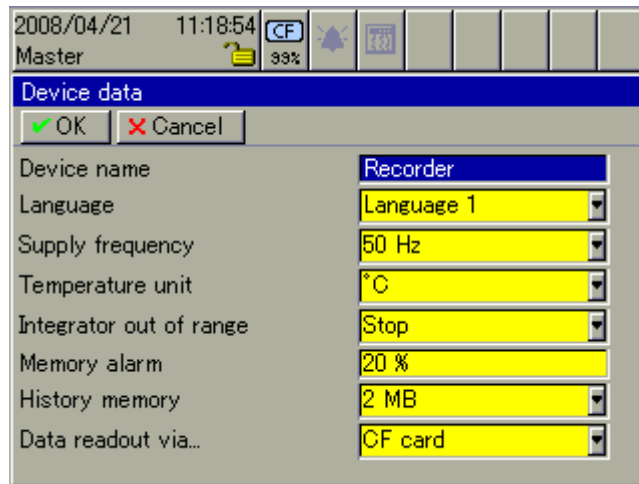 2008/04/21 11:18:54 CF
Master 99%
Device data
OK Cancel
Device name Recorder
Language Language 1
Supply frequency 50 Hz
Temperature unit °C
Integrator out of range Stop
Memory alarm 20 %
History memory 2 MB
Data readout via... CF card